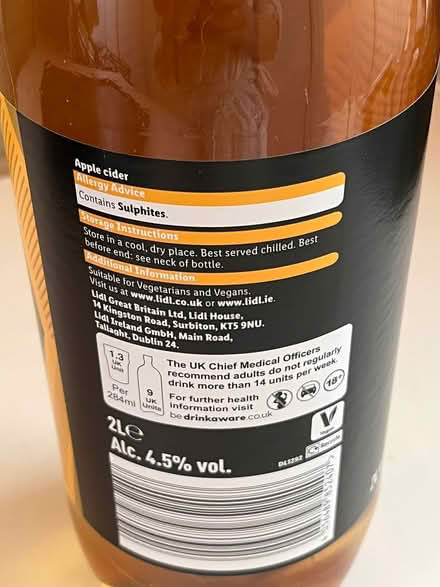 Apple cider
Allergy Advice
Contains Sulphites.
Storage Instructions
Store in a cool, dry place. Best served chilled. Best
before end: see neck of bottle.
Additional Information
Suitable for Vegetarians and Vegans.
Visit us at www.lidl.co.uk or www.lidl.ie.
Lidl Great Britain Ltd, Lidl House,
14 Kingston Road, Surbiton, KT5 9NU.
Lidl Ireland GmbH, Main Road,
Tallaght, Dublin 24.
1.3
UK
Unit
Per
284ml
9
UK
Units
The UK Chief Medical Officers
recommend adults do not regularly
drink more than 14 units per week.
For further health
information visit
be drinkaware.co.uk
18+
2L℮
Alc. 4.5% vol.
Recycle